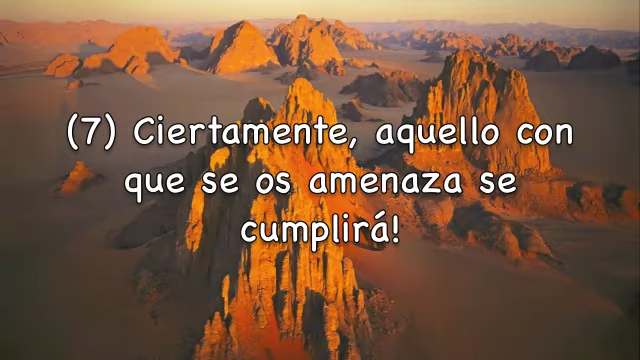 (7) Ciertamente, aquello con
que se os amenaza se
cumplirá!